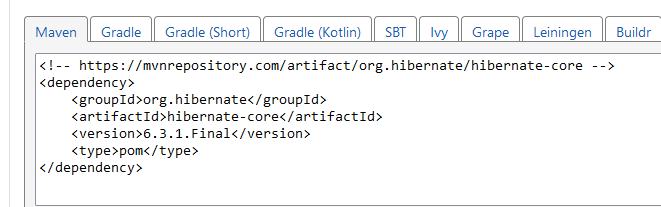 Maven Gradle Gradle (Short) Gradle (Kotlin) SBT Ivy Grape Leiningen Buildr
<!-- https://mvnrepository.com/artifact/org.hibernate/hibernate-core -->
<dependency>
    <groupId>org.hibernate</groupId>
    <artifactId>hibernate-core</artifactId>
    <version>6.3.1.Final</version>
    <type>pom</type>
</dependency>